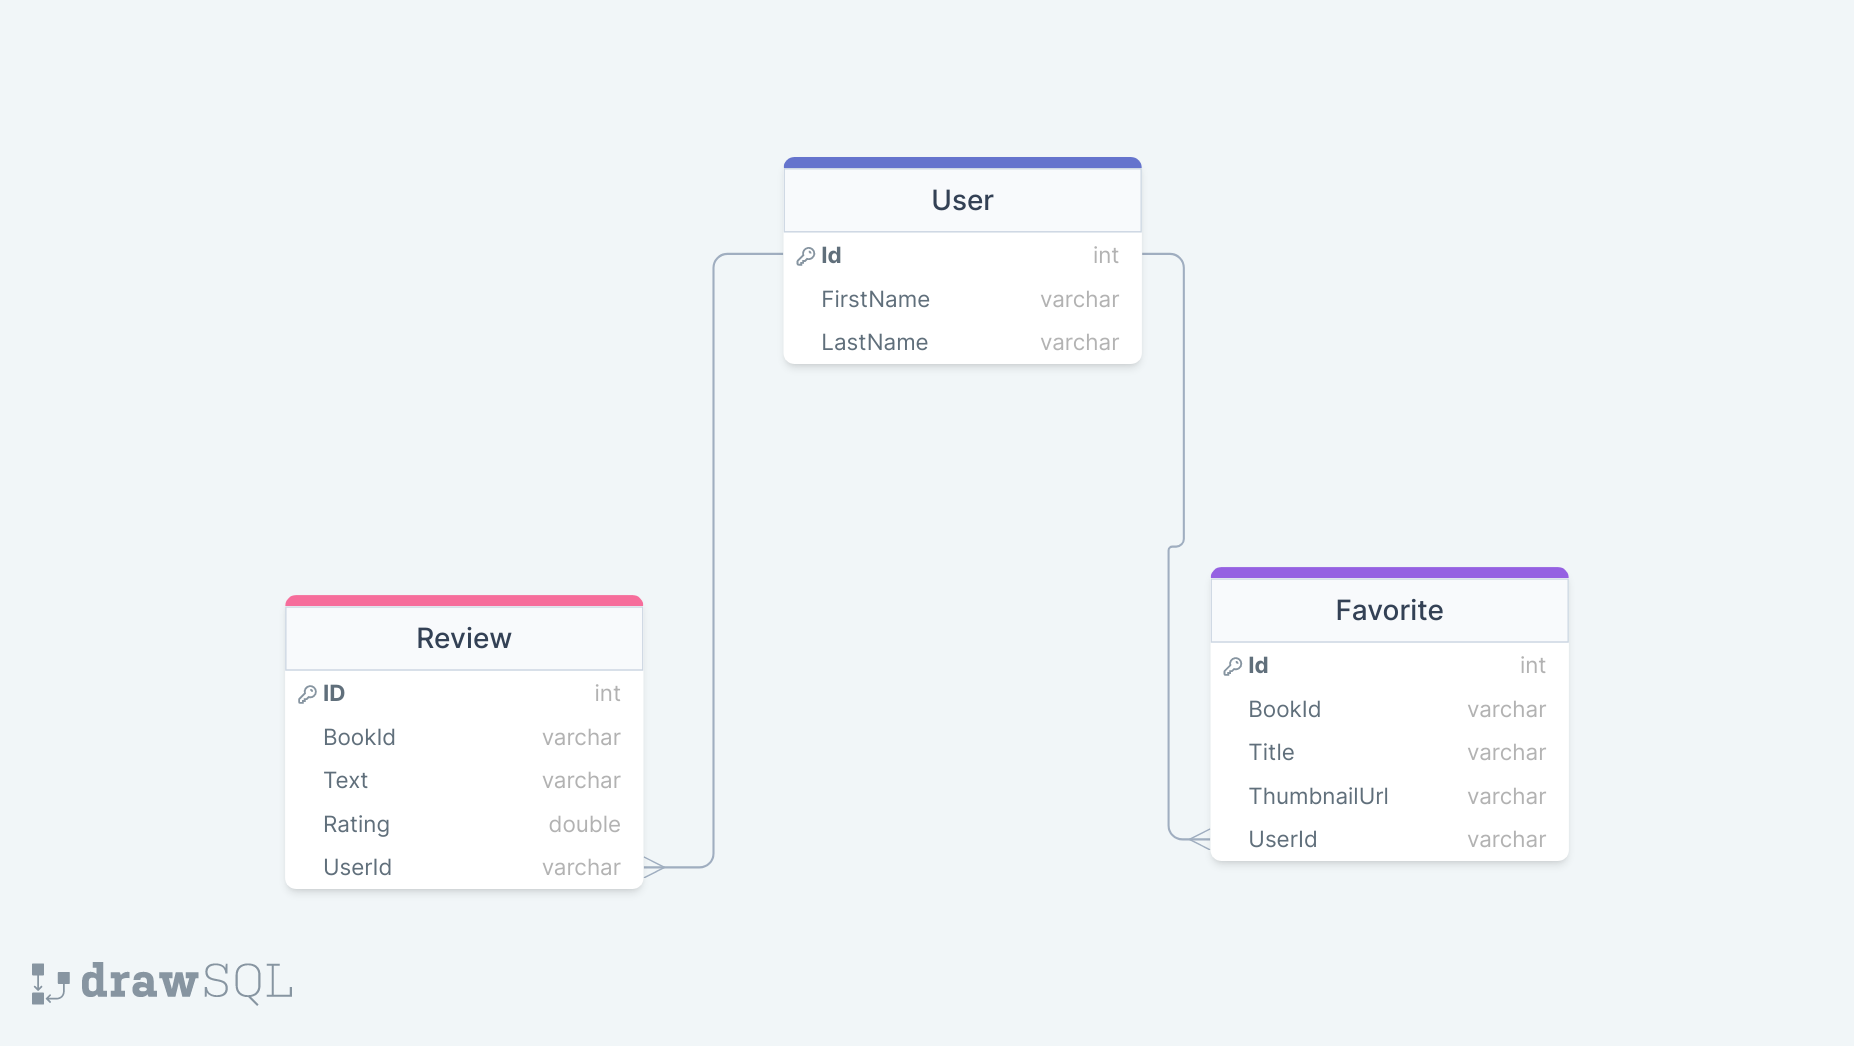 User
Id int
FirstName varchar
LastName varchar
Review
ID int
BookId varchar
Text varchar
Rating double
UserId varchar
Favorite
Id int
BookId varchar
Title varchar
ThumbnailUrl varchar
UserId varchar
drawSQL